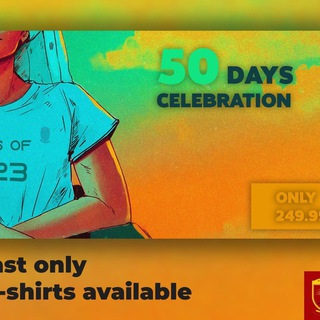 50 DAYS
CELEBRATION
S OF
23
ONLY
249.9
ast only
-shirts available